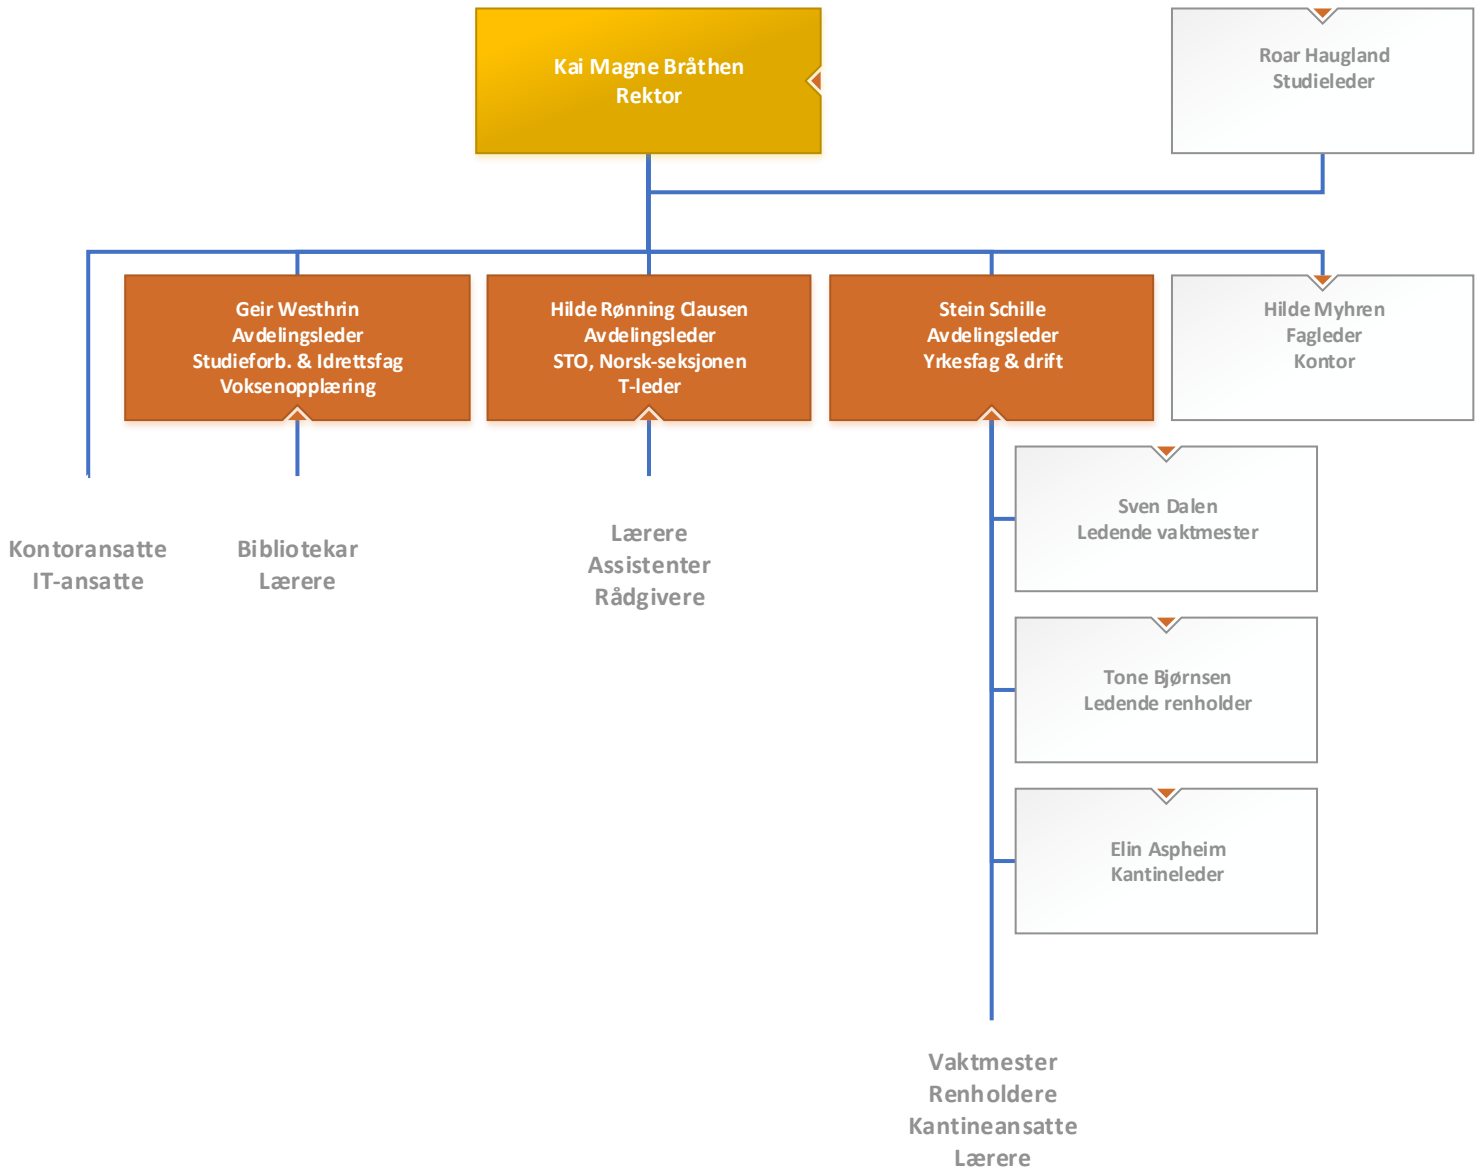 Kai Magne Bråthen
Rektor
Roar Haugland
Studieleder
Geir Westhrin
Avdelingsleder
Studieforb. & Idrettsfag
Voksenopplæring
Hilde Rønning Clausen
Avdelingsleder
STO, Norsk-seksjonen
T-leder
Stein Schille
Avdelingsleder
Yrkesfag & drift
Hilde Myhren
Fagleder
Kontor
Kontoransatte
IT-ansatte
Bibliotekar
Lærere
Lærere
Assistenter
Rådgivere
Sven Dalen
Ledende vaktmester
Tone Bjørnsen
Ledende renholder
Elin Aspheim
Kantineleder
Vaktmester
Renholdere
Kantineansatte
Lærere